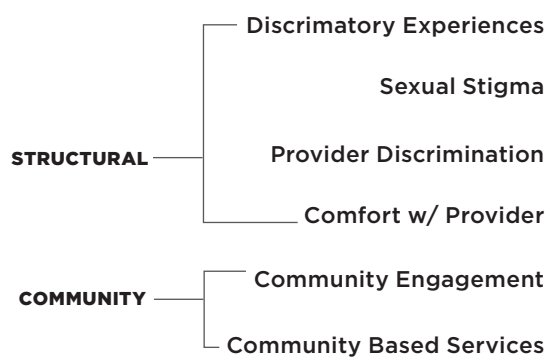 Discrimatory Experiences
Sexual Stigma
STRUCTURAL
Provider Discrimination
Comfort w/ Provider
Community Engagement
COMMUNITY
Community Based Services